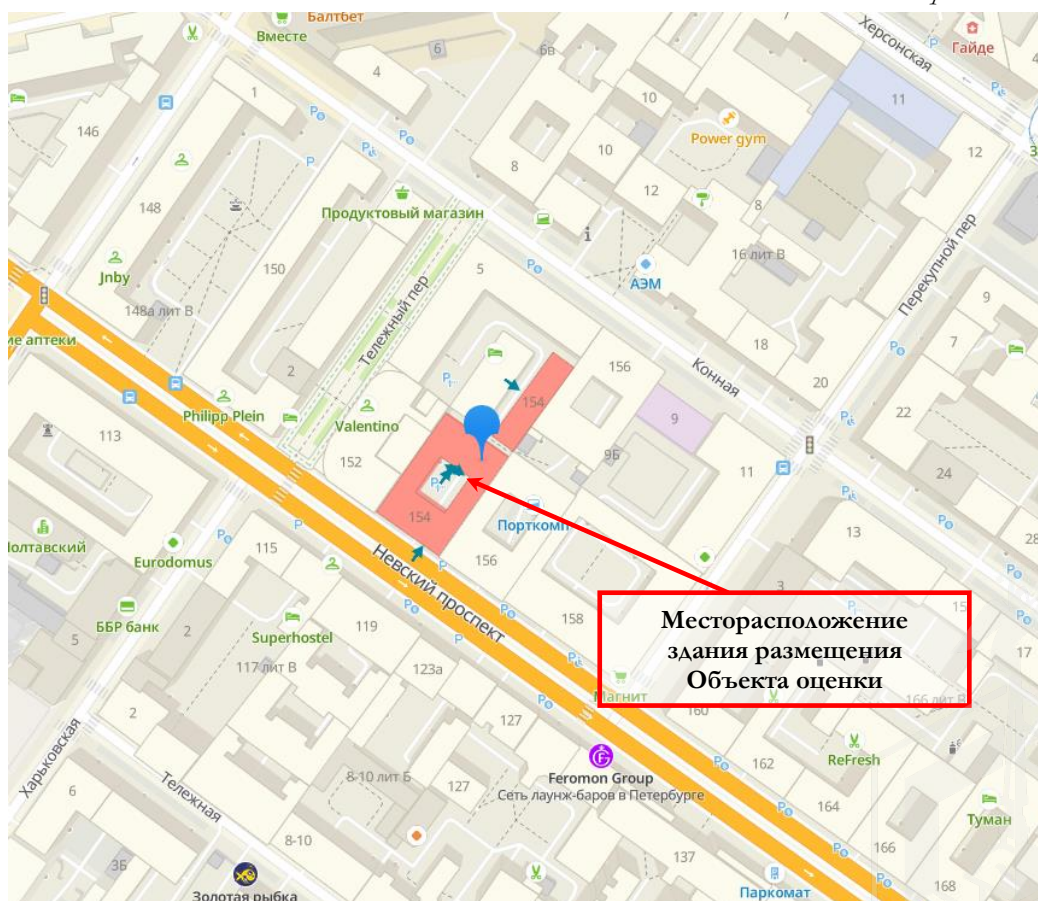 Балтбет
Вместе
Херсонская
Гайде
6
6в
4
1
11
10
146
Power gym
10
12
8
12
148
8
Продуктовый магазин
Jnby
150
5
16 лит В
АЭМ
Перекупной пер
9
148а лит В
Тележный пер
ие аптеки
18
7
156
Конная
2
20
154
Philipp Plein
Valentino
9
22
113
152
9Б
11
24
154
Порткомп
Полтавский
13
28
Eurodomus
115
156
Невский проспект
3
ББР банк
158
Месторасположение
здания размещения
Объекта оценки
15
5
2
Superhostel
119
17
117 лит В
123а
Магнит
166 лит В
2
127
160
Харьковская
ReFresh
Feromon Group
Сеть лаунж-баров в Петербурге
162
8-10 лит Б
127
6
Тележная
164
Туман
8-10
166
3Б
137
168
Золотая рыбка
Паркомат